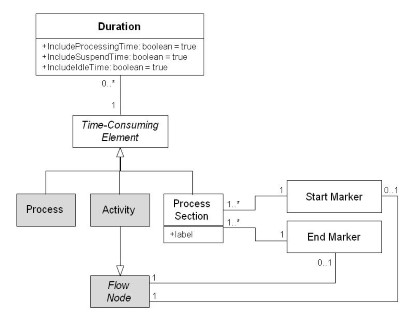 Duration
+IncludeProcessingTime: boolean = true
+IncludeSuspendTime: boolean = true
+IncludeIdleTime: boolean = true
0..*
1
Time-Consuming
Element
Process
Activity
Process
Section
+label
1..*
1
Start Marker
0..1
1..*
1
End Marker
0..1
Flow
Node
1
1